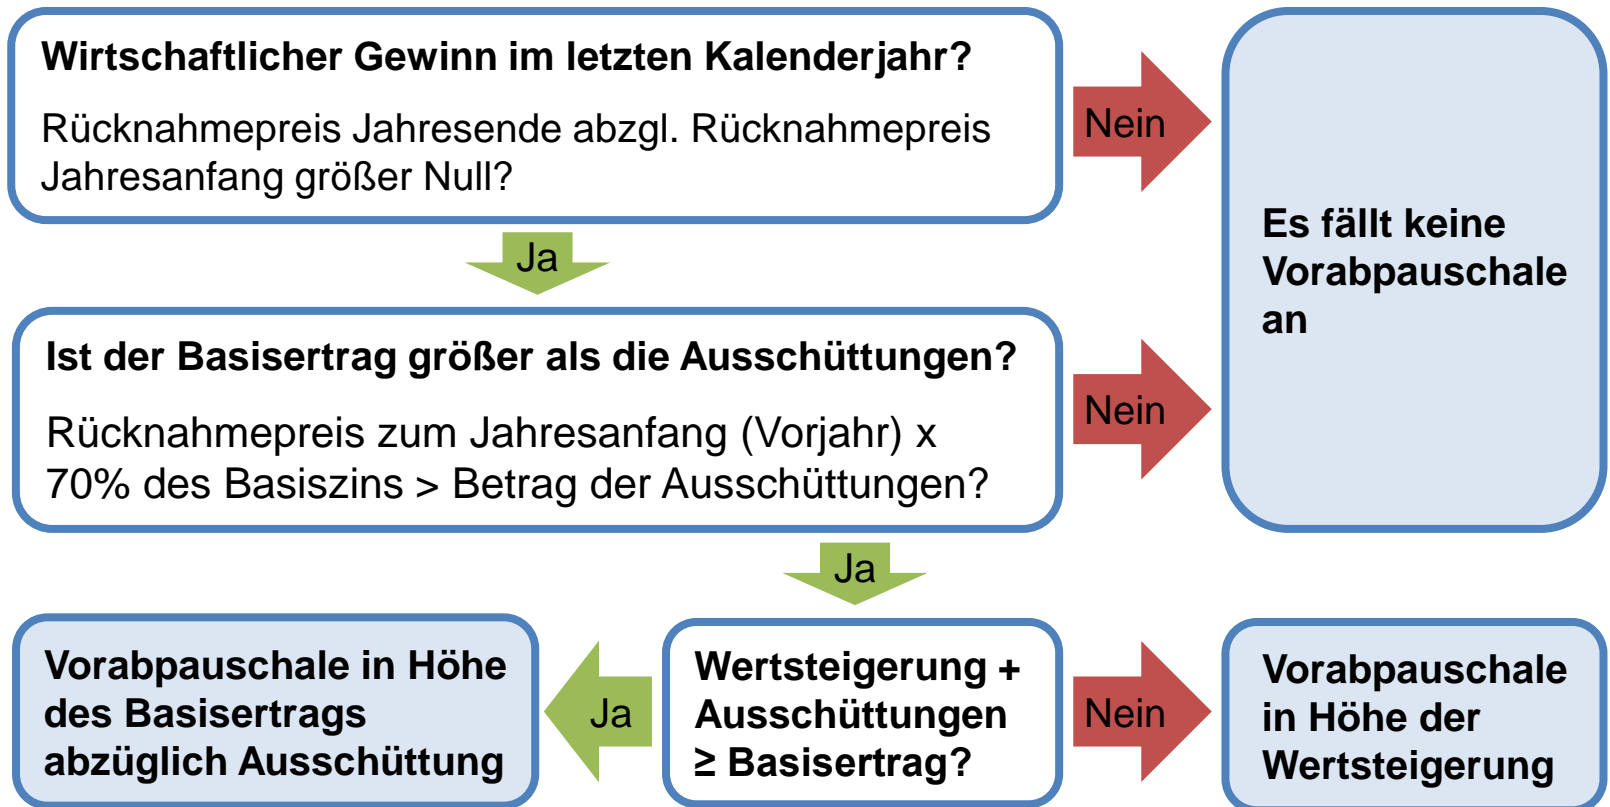 Wirtschaftlicher Gewinn im letzten Kalenderjahr?
Rücknahmepreis Jahresende abzgl. Rücknahmepreis
Jahresanfang größer Null?
Nein
Es fällt keine
Vorabpauschale
an
Ja
Ist der Basisertrag größer als die Ausschüttungen?
Rücknahmepreis zum Jahresanfang (Vorjahr) x
70% des Basiszins > Betrag der Ausschüttungen?
Nein
Ja
Vorabpauschale in Höhe
des Basisertrags
abzüglich Ausschüttung
Ja
Wertsteigerung +
Ausschüttungen
≥ Basisertrag?
Nein
Vorabpauschale
in Höhe der
Wertsteigerung